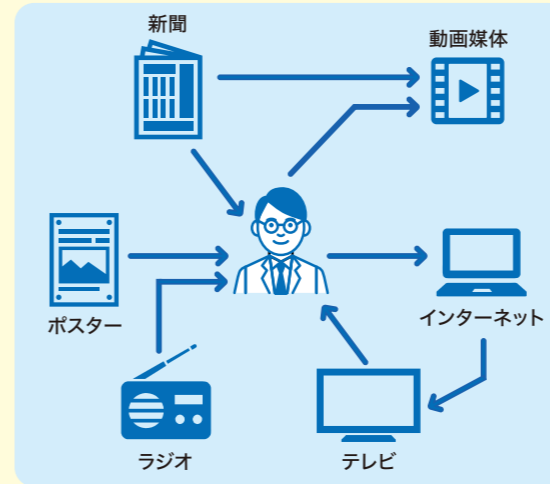 新聞
動画媒体
ポスター
インターネット
ラジオ
テレビ